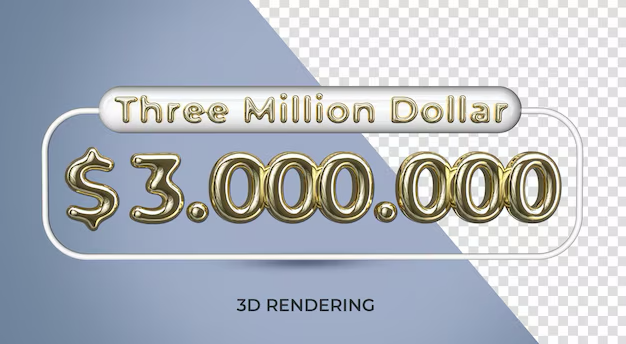 Three Million Dollar
$3.000.000
3D RENDERING